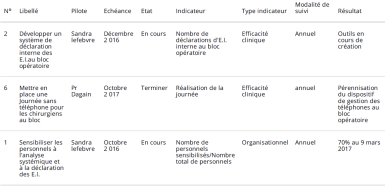 N° Libellé Pilote Echéance Etat Indicateur Type indicateur Modalité de suivi Résultat
2 Développer un système de déclaration interne des E.I.au bloc opératoire Sandra lefebvre Décembre 2 016 En cours Nombre de déclarations d'E.I. interne au bloc opératoire Efficacité clinique Annuel Outils en cours de création
6 Mettre en place une Journée sans téléphone pour les chirurgiens au bloc Pr Dagain Octobre 2 017 Terminer Réalisation de la journée Efficacité clinique annuel Pérennisation du dispositif de gestion des téléphones au bloc opératoire
1 Sensibiliser les personnels à l'analyse systémique et à la déclaration des E.I. Sandra lefebvre Octobre 2 016 En cours Nombre de personnels sensibilisés/Nombre total de personnels Organisationnel Annuel 70% au 9 mars 2017